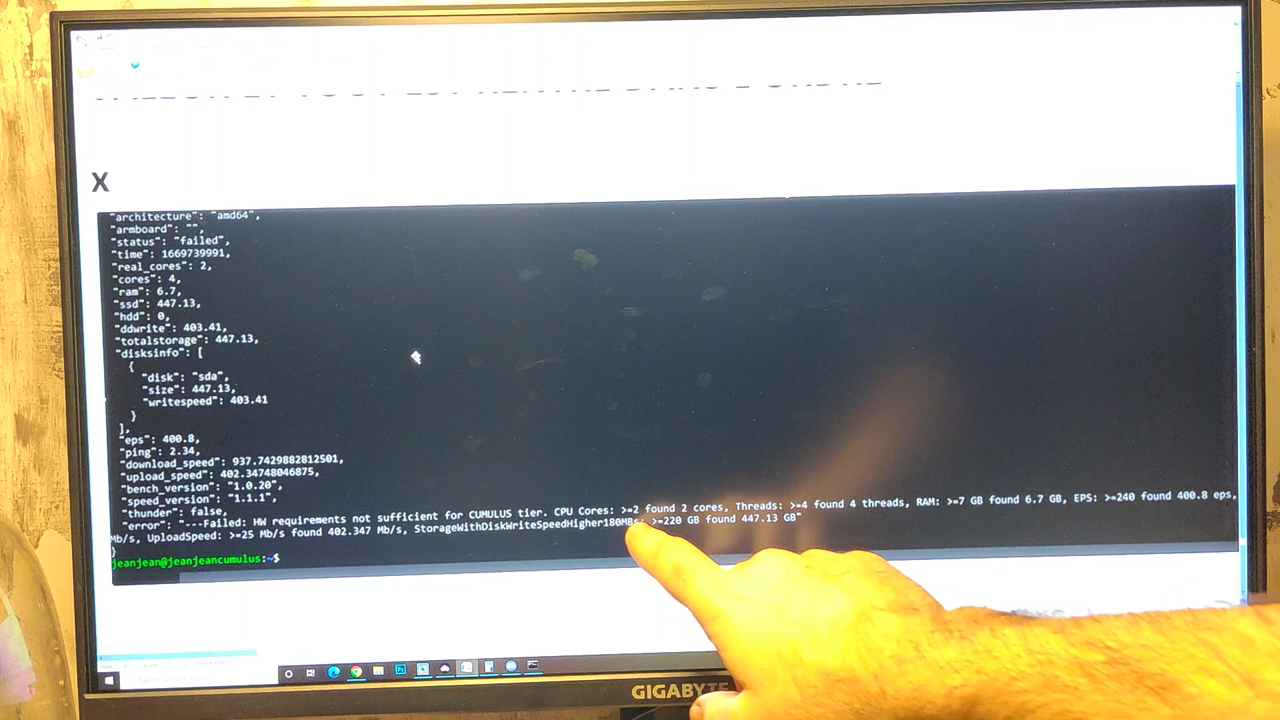 X
"architecture": "amd64",
"armboard": "",
"status": "failed",
"time": 1669739991,
"real_cores": 2,
"cores": 4,
"ram": 6.7,
"ssd": 447.13,
"hdd": 0,
"ddwrite": 403.41,
"totalstorage": 447.13,
"disksinfo": [
{
"disk": "sda",
"size": 447.13,
"writespeed": 403.41
}
],
"eps": 400.8,
"ping": 2.34,
"download_speed": 937.7429882812501,
"upload_speed": 402.34748046875,
"bench_version": "1.0.20",
"speed_version": "1.1.1",
"thunder": false,
"error": "---Failed: HW requirements not sufficient for CUMULUS tier. CPU Cores: >=2 found 2 cores, Threads: >=4 found 4 threads, RAM: >=7 GB found 6.7 GB, EPS: >=240 found 400.8 eps,
Mb/s, UploadSpeed: >=25 Mb/s found 402.347 Mb/s, StorageWithDiskWriteSpeedHigher180MBs: >=220 GB found 447.13 GB"
}
jeanjean@jeanjeancumulus:~$
GIGABYTE